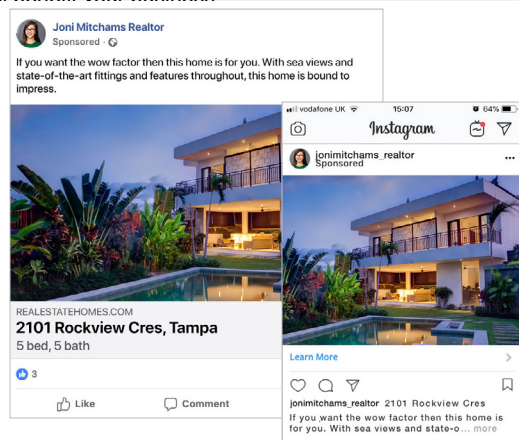 Joni Mitchams Realtor
Sponsored ·
If you want the wow factor then this home is for you. With sea views and
state-of-the-art fittings and features throughout, this home is bound to
impress.
REALESTATEHOMES.COM
2101 Rockview Cres, Tampa
5 bed, 5 bath
3
Like Comment
vodafone UK 15:07 64%
Instagram
jonimitchams_realtor
Sponsored
Learn More
jonimitchams_realtor 2101 Rockview Cres
If you want the wow factor then this home is
for you. With sea views and state-o... more